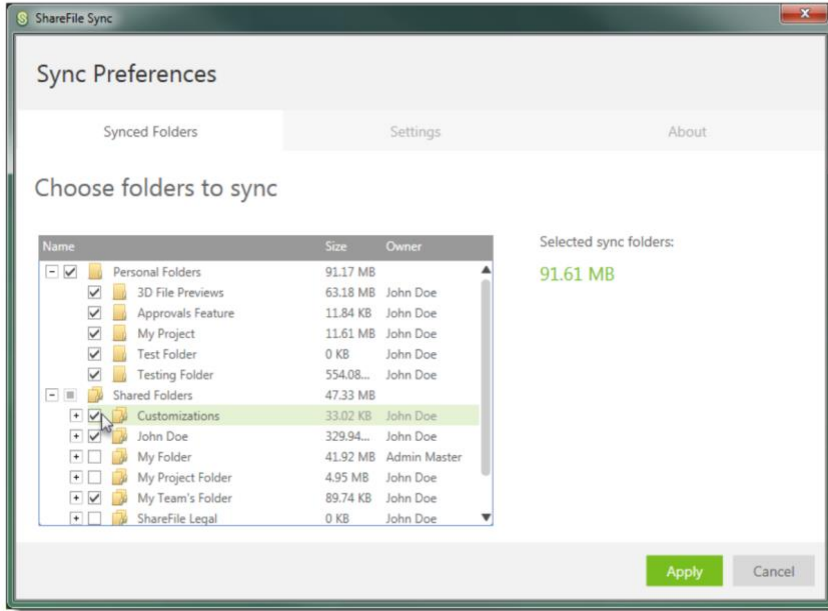 ShareFile Sync
Sync Preferences
Synced Folders Settings About
Choose folders to sync
Name Size Owner
Personal Folders 91.17 MB
3D File Previews 63.18 MB John Doe
Approvals Feature 11.84 KB John Doe
My Project 11.61 MB John Doe
Test Folder 0 KB John Doe
Testing Folder 554.08... John Doe
Shared Folders 47.33 MB
Customizations 33.02 KB John Doe
John Doe 329.94... John Doe
My Folder 41.92 MB Admin Master
My Project Folder 4.95 MB John Doe
My Team's Folder 89.74 KB John Doe
ShareFile Legal 0 KB John Doe
Selected sync folders:
91.61 MB
Apply Cancel